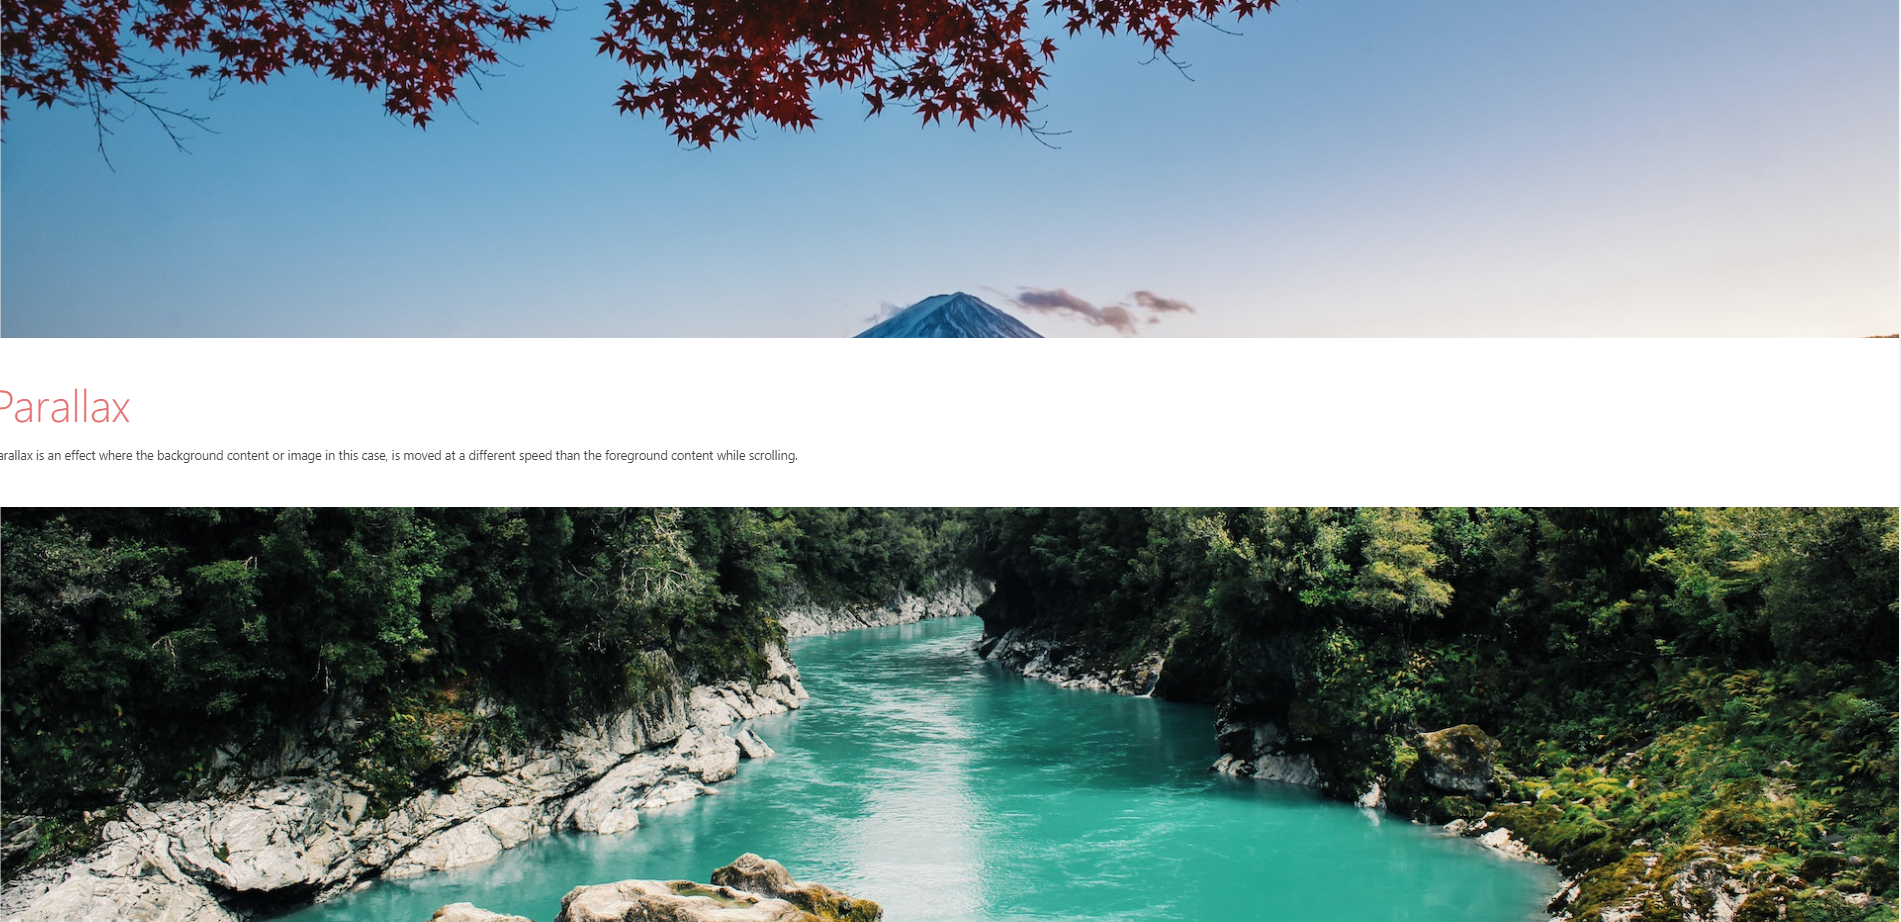 Parallax
arallax is an effect where the background content or image in this case, is moved at a different speed than the foreground content while scrolling.